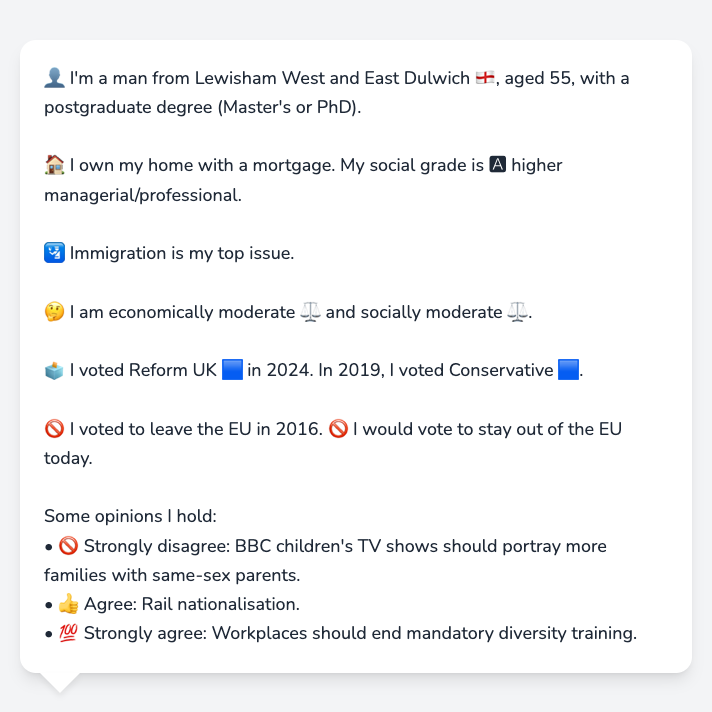 👤 I'm a man from Lewisham West and East Dulwich 🏴󠁧󠁢󠁥󠁮󠁧󠁿, aged 55, with a
postgraduate degree (Master's or PhD).
🏠 I own my home with a mortgage. My social grade is 🅰 higher
managerial/professional.
🛂 Immigration is my top issue.
🤔 I am economically moderate ⚖️ and socially moderate ⚖️.
🗳️ I voted Reform UK 🟦 in 2024. In 2019, I voted Conservative 🟦.
🚫 I voted to leave the EU in 2016. 🚫 I would vote to stay out of the EU
today.
Some opinions I hold:
• 🚫 Strongly disagree: BBC children's TV shows should portray more
families with same-sex parents.
• 👍 Agree: Rail nationalisation.
• 💯 Strongly agree: Workplaces should end mandatory diversity training.